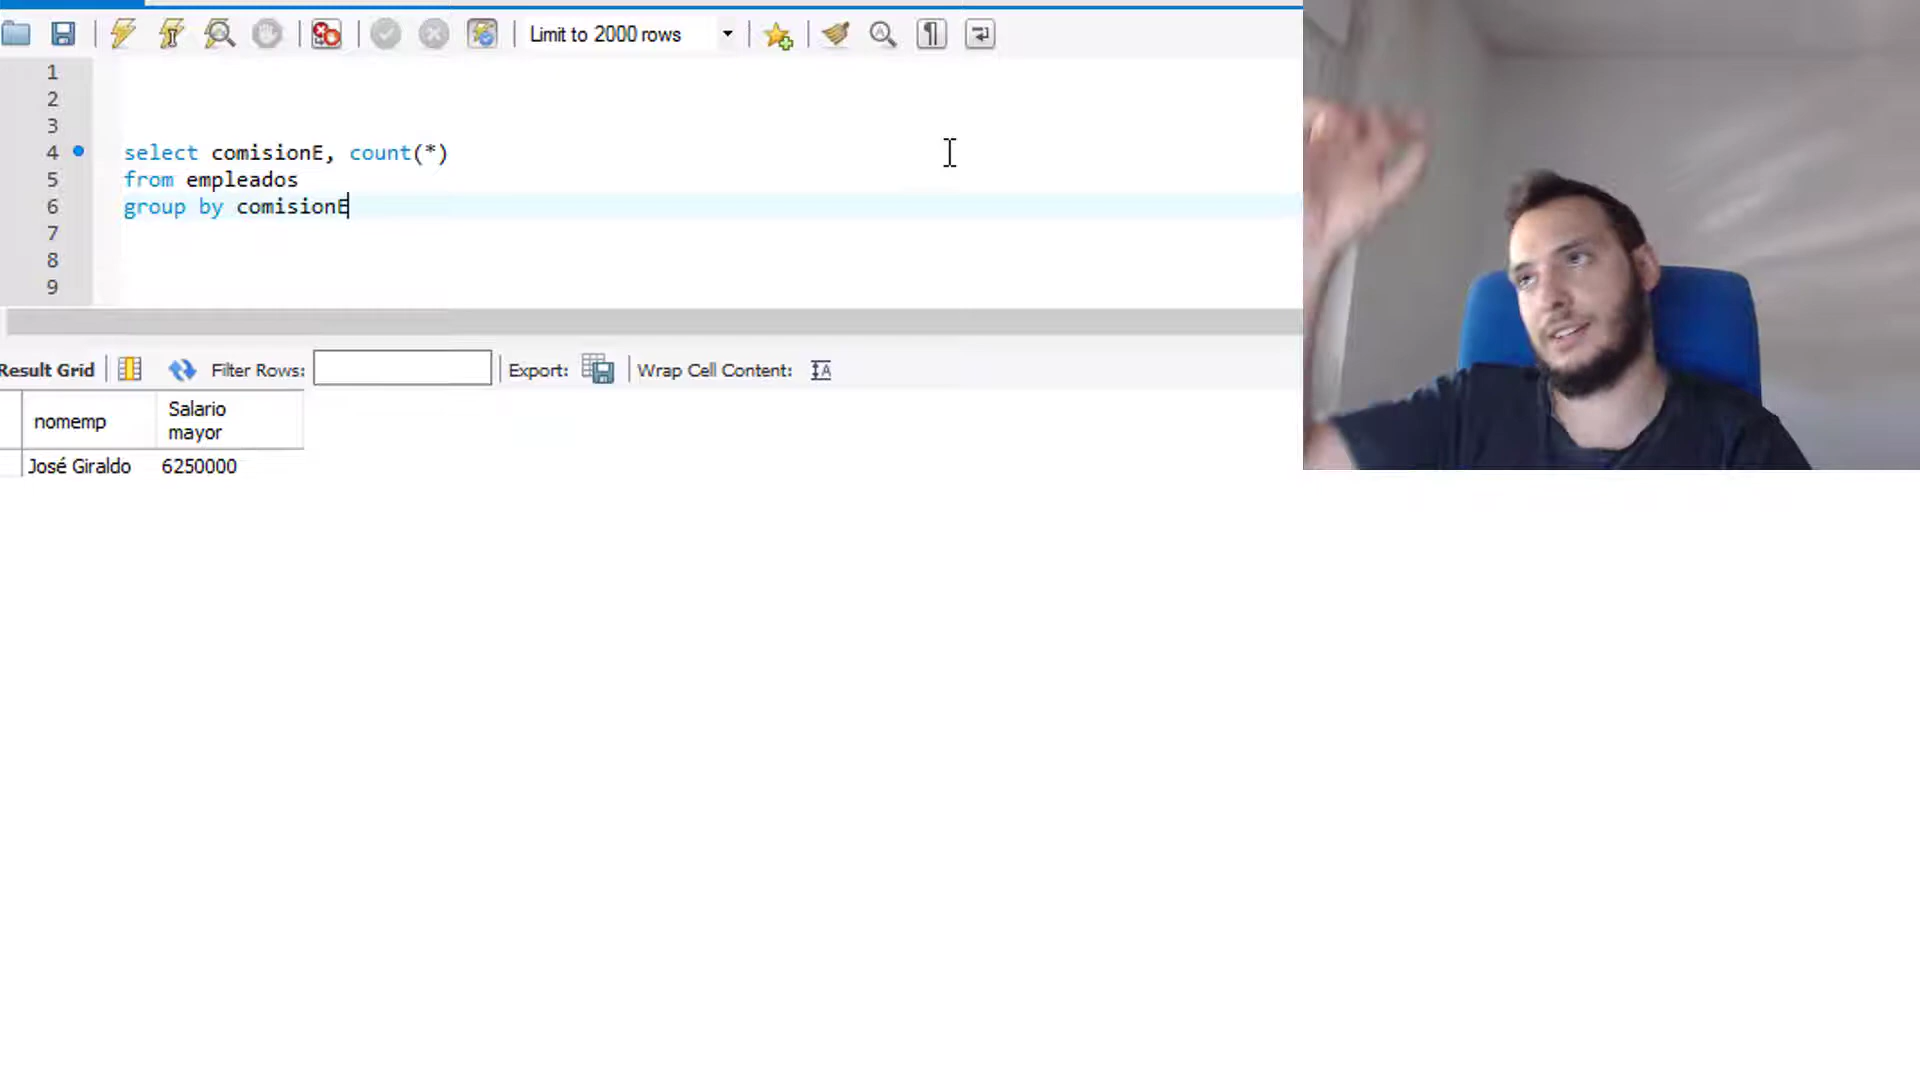 Limit to 2000 rows
1
2
3
4 select comisionE, count(*)
5 from empleados
6 group by comisionE
7
8
9
Result Grid Filter Rows: Export: Wrap Cell Content:
nomemp Salario
mayor
José Giraldo 6250000